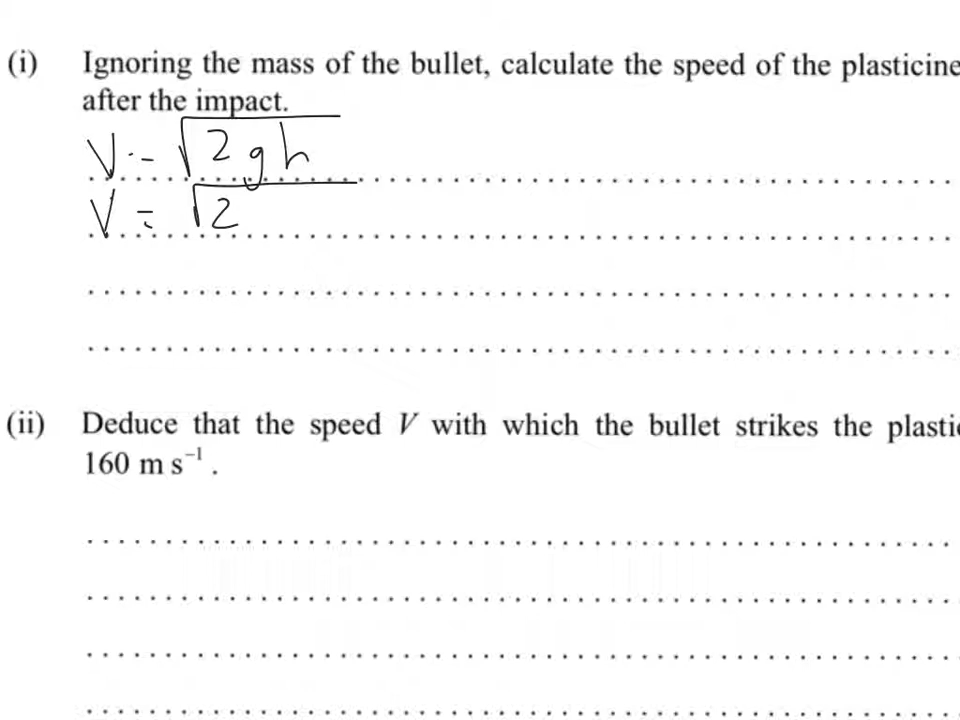 (i) Ignoring the mass of the bullet, calculate the speed of the plasticine
after the impact.
V = √2gh
V = √2
(ii) Deduce that the speed V with which the bullet strikes the
160 m s⁻¹ .